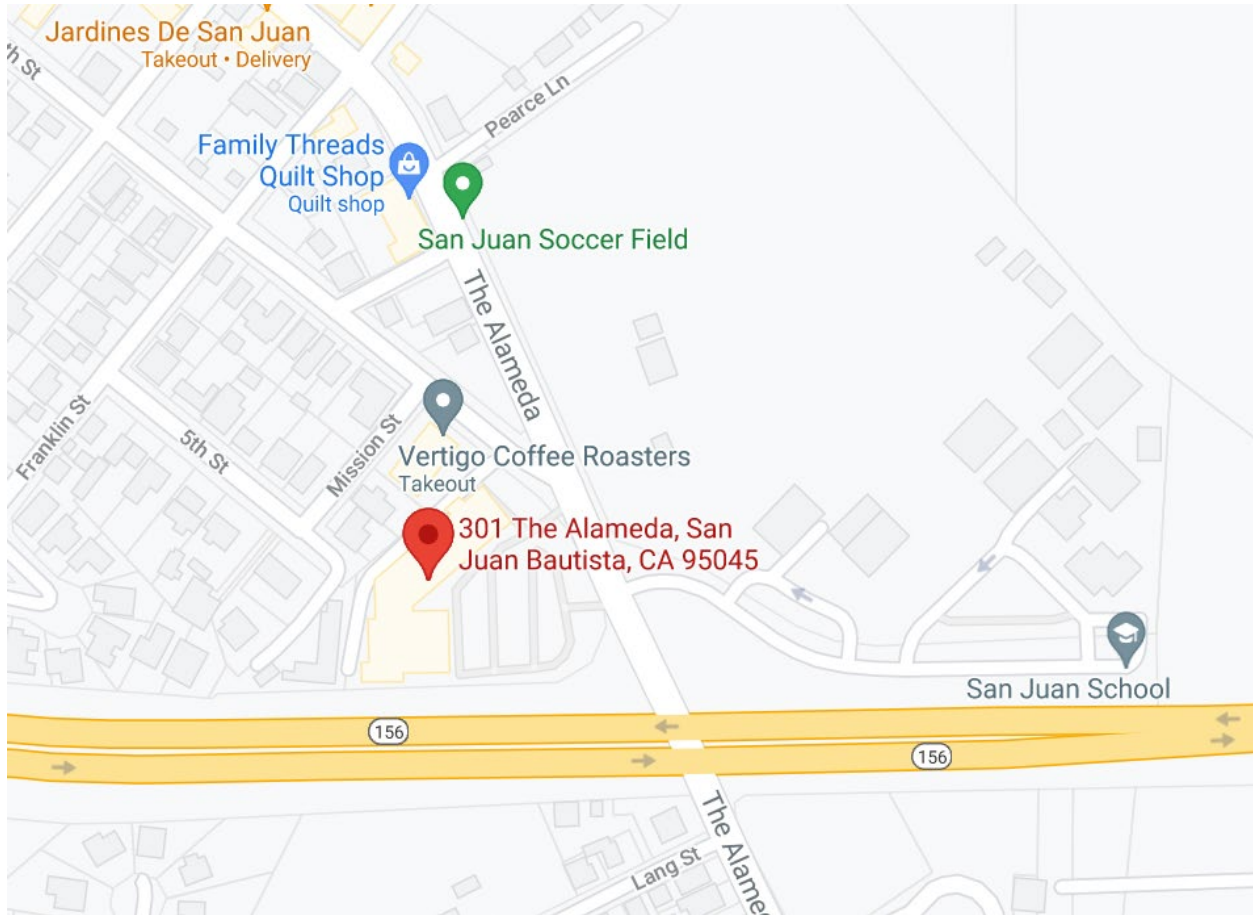 Jardines De San Juan
Takeout • Delivery
h St
Pearce Ln
Family Threads
Quilt Shop
Quilt shop
San Juan Soccer Field
The Alameda
Franklin St
5th St
Mission St
Vertigo Coffee Roasters
Takeout
301 The Alameda, San
Juan Bautista, CA 95045
San Juan School
156
156
The Alame
Lang St